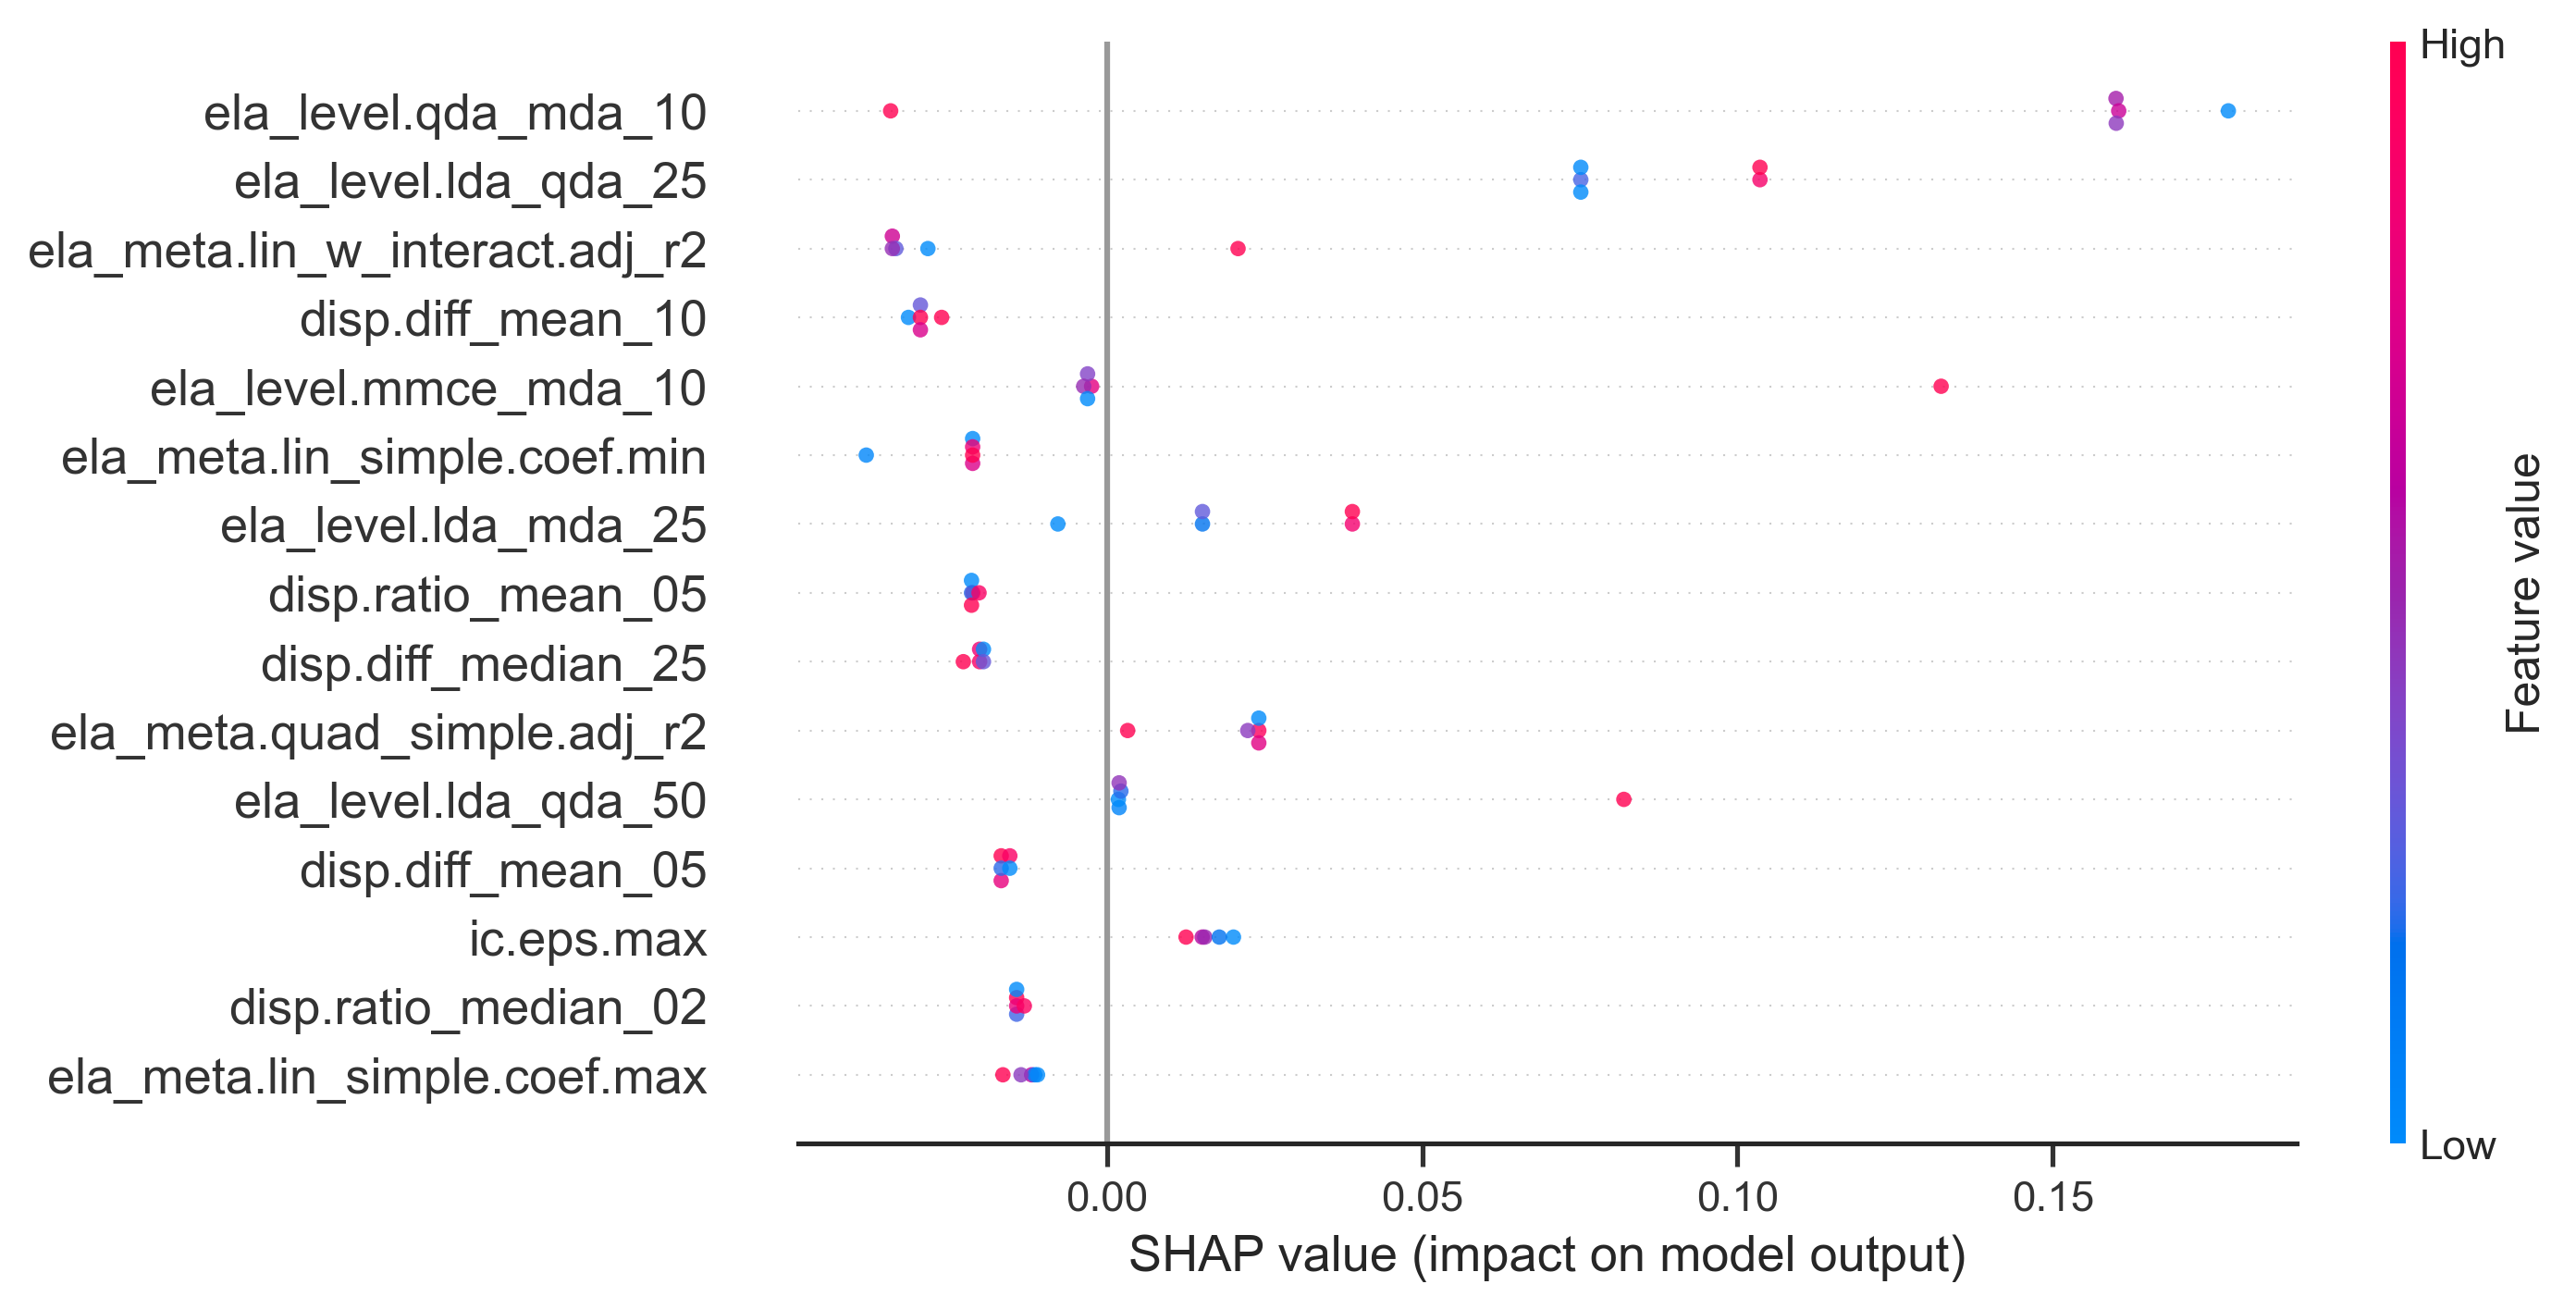 High
ela_level.qda_mda_10
ela_level.lda_qda_25
ela_meta.lin_w_interact.adj_r2
disp.diff_mean_10
ela_level.mmce_mda_10
ela_meta.lin_simple.coef.min
ela_level.lda_mda_25
disp.ratio_mean_05
disp.diff_median_25
ela_meta.quad_simple.adj_r2
ela_level.lda_qda_50
disp.diff_mean_05
ic.eps.max
disp.ratio_median_02
ela_meta.lin_simple.coef.max
Feature value
Low
0.00 0.05 0.10 0.15
SHAP value (impact on model output)